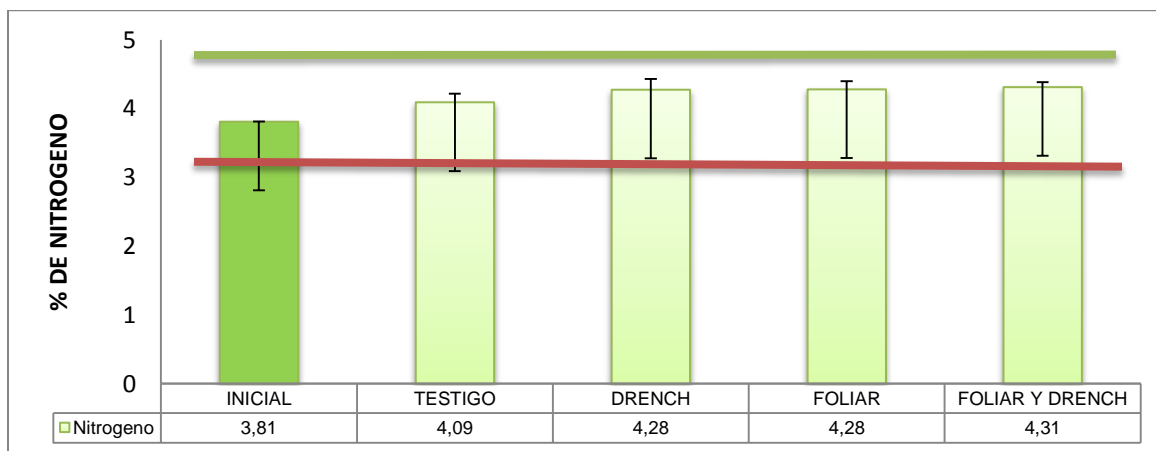 % DE NITROGENO
5
4
3
2
1
0
INICIAL TESTIGO DRENCH FOLIAR FOLIAR Y DRENCH
Nitrogeno 3,81 4,09 4,28 4,28 4,31